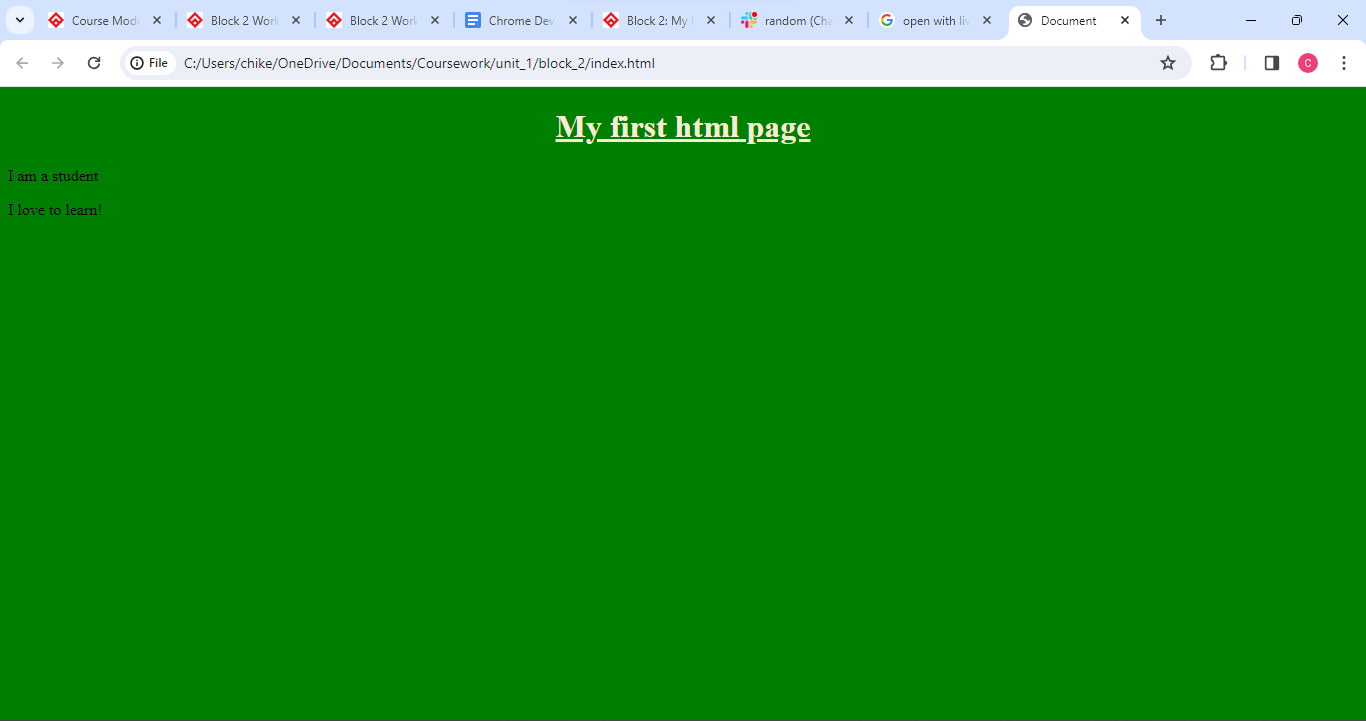 Course Modu
Block 2 Work
Block 2 Work
Chrome Dev
Block 2: My i
random (Cha
open with liv
Document
File
C:/Users/chike/OneDrive/Documents/Coursework/unit_1/block_2/index.html
C
My first html page
I am a student
I love to learn!